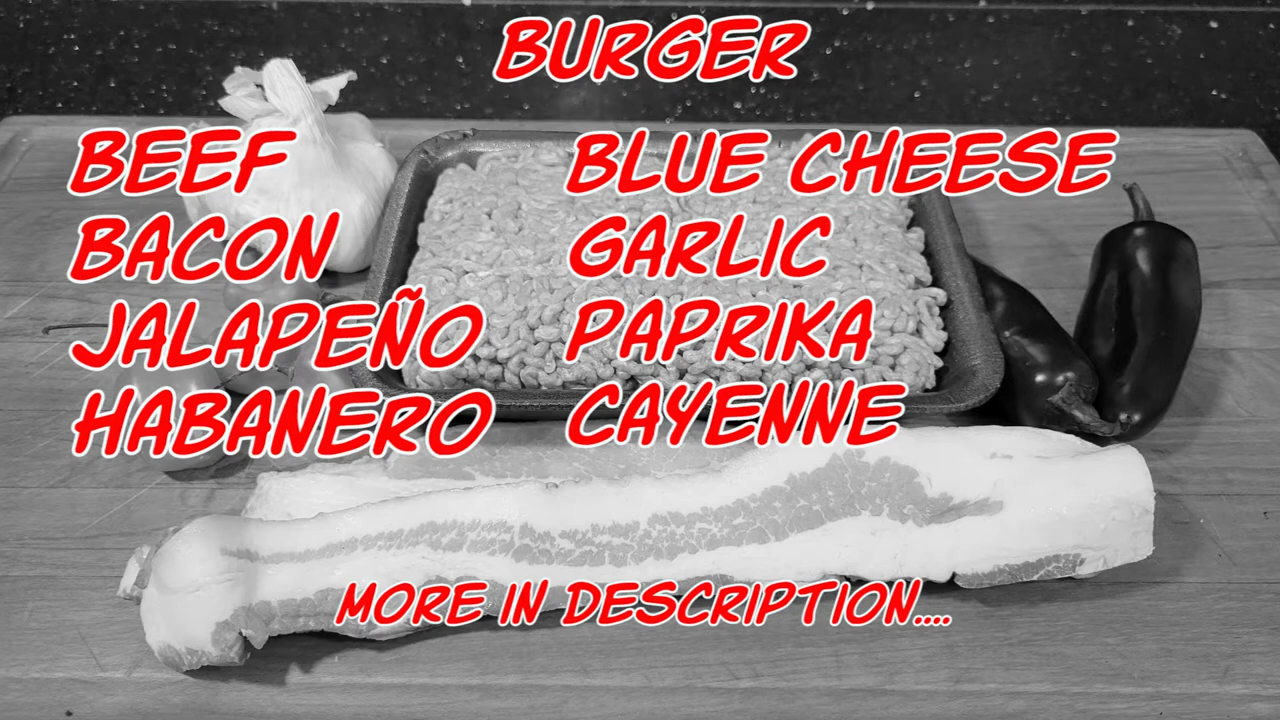 BURGER
BEEF
BACON
JALAPEÑO
HABANERO
BLUE CHEESE
GARLIC
PAPRIKA
CAYENNE
MORE IN DESCRIPTION....